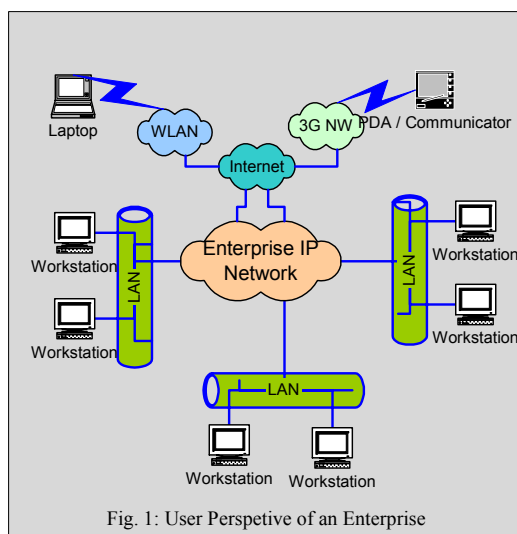 Laptop
WLAN
3G NW
PDA / Communicator
Internet
Workstation
Workstation
LAN
Enterprise IP
Network
LAN
Workstation
Workstation
LAN
Workstation
Workstation
Fig. 1: User Perspetive of an Enterprise